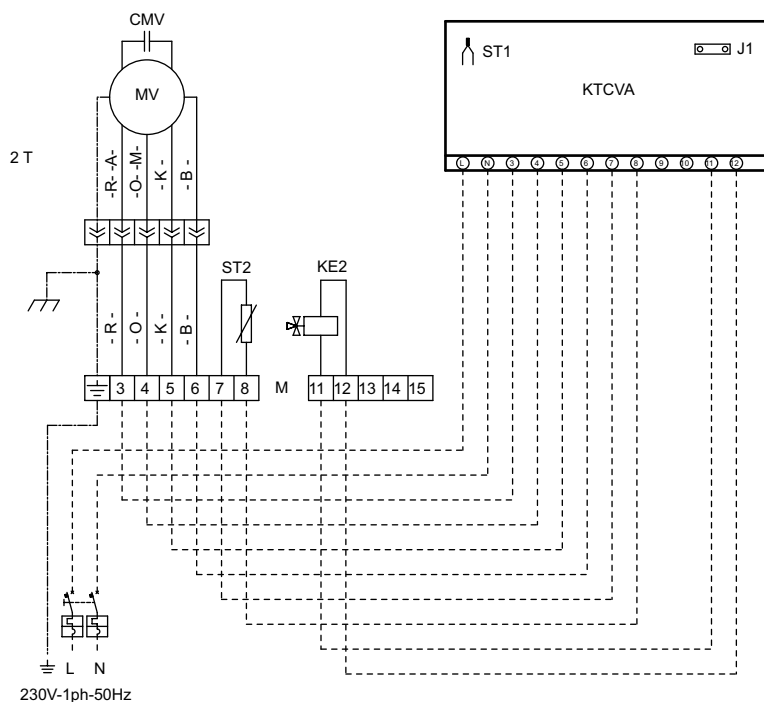 CMV
ST1
J1
MV
KTCVA
2 T
L N 3 4 5 6 7 8 9 10 11 12
-R- -A-
-O- -M-
-K-
-B-
ST2
KE2
-R-
-O-
-K-
-B-
3 4 5 6 7 8 M 11 12 13 14 15
L N
230V-1ph-50Hz